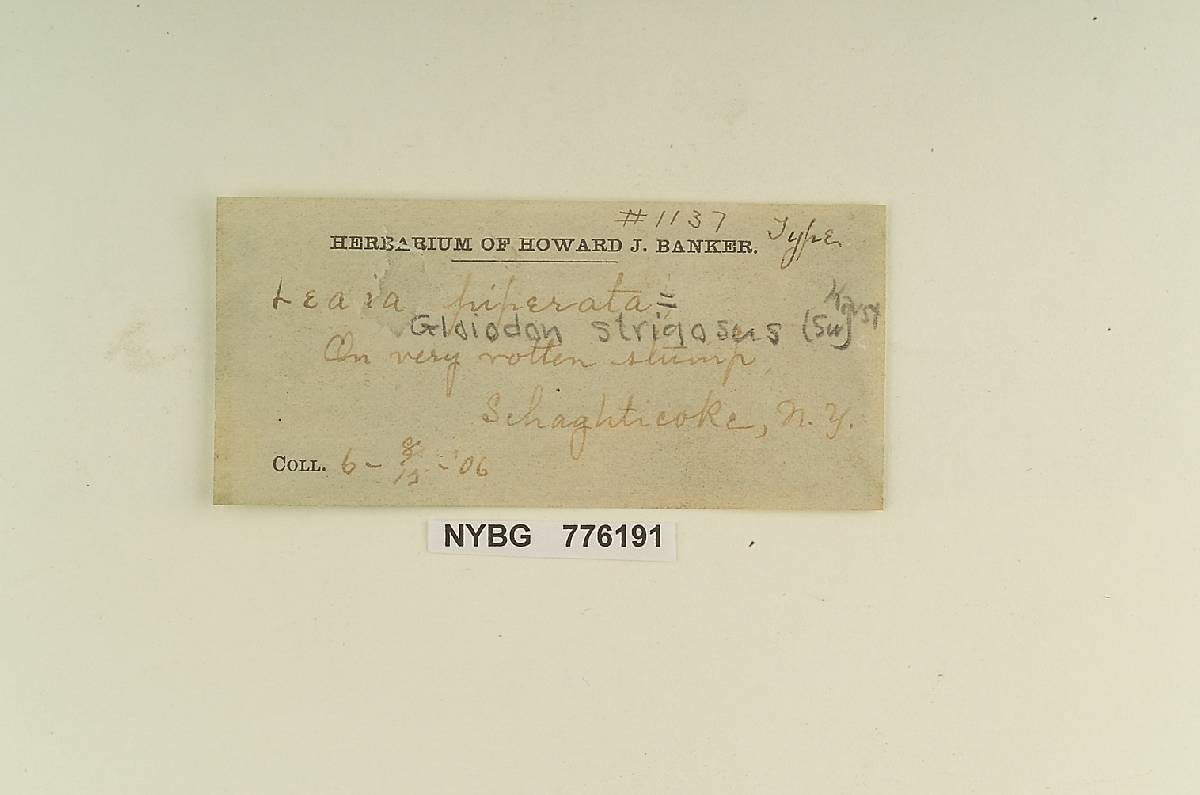 #1137 Type
HERBARIUM OF HOWARD J. BANKER.
Leaia piperata =
Gloiodon strigosus (Sw)
On very rotten stump,
Schaghticoke, N. Y.
COLL. 6 - 8/12 - 06
NYBG 776191